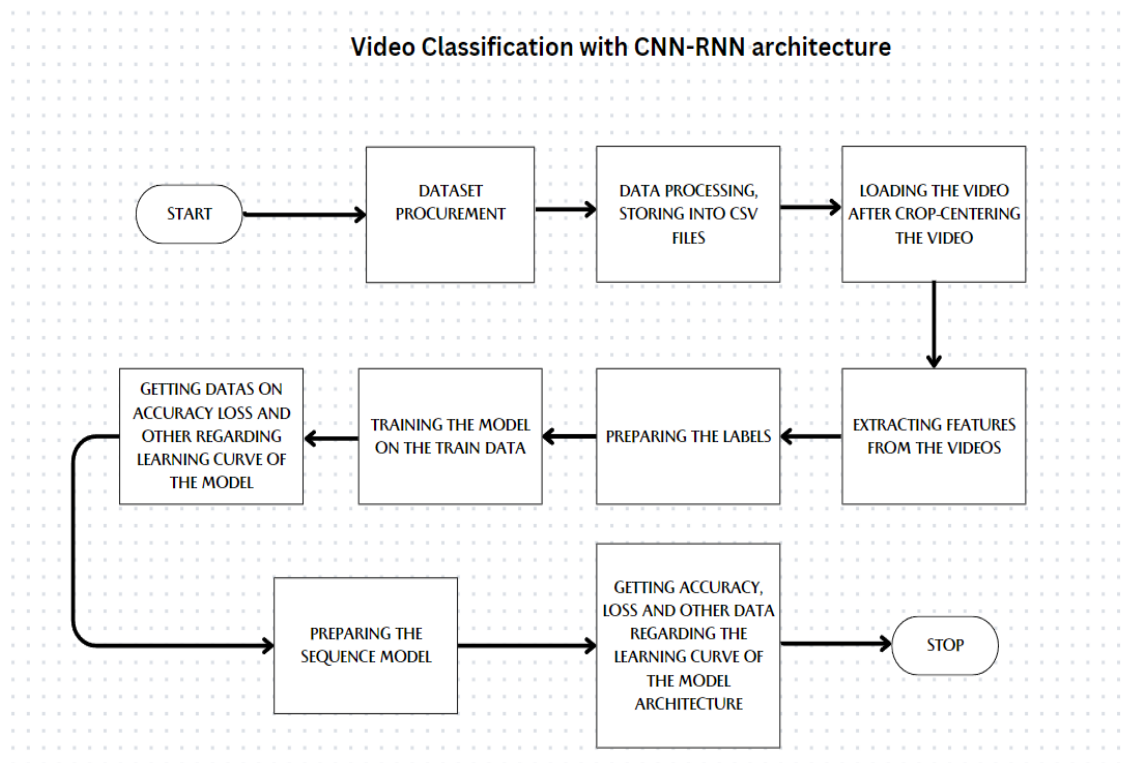 Video Classification with CNN-RNN architecture
START
DATASET
PROCUREMENT
DATA PROCESSING,
STORING INTO CSV
FILES
LOADING THE VIDEO
AFTER CROP-CENTERING
THE VIDEO
EXTRACTING FEATURES
FROM THE VIDEOS
PREPARING THE LABELS
TRAINING THE MODEL
ON THE TRAIN DATA
GETTING DATAS ON
ACCURACY LOSS AND
OTHER REGARDING
LEARNING CURVE OF
THE MODEL
PREPARING THE
SEQUENCE MODEL
GETTING ACCURACY,
LOSS AND OTHER DATA
REGARDING THE
LEARNING CURVE OF
THE MODEL
ARCHITECTURE
STOP